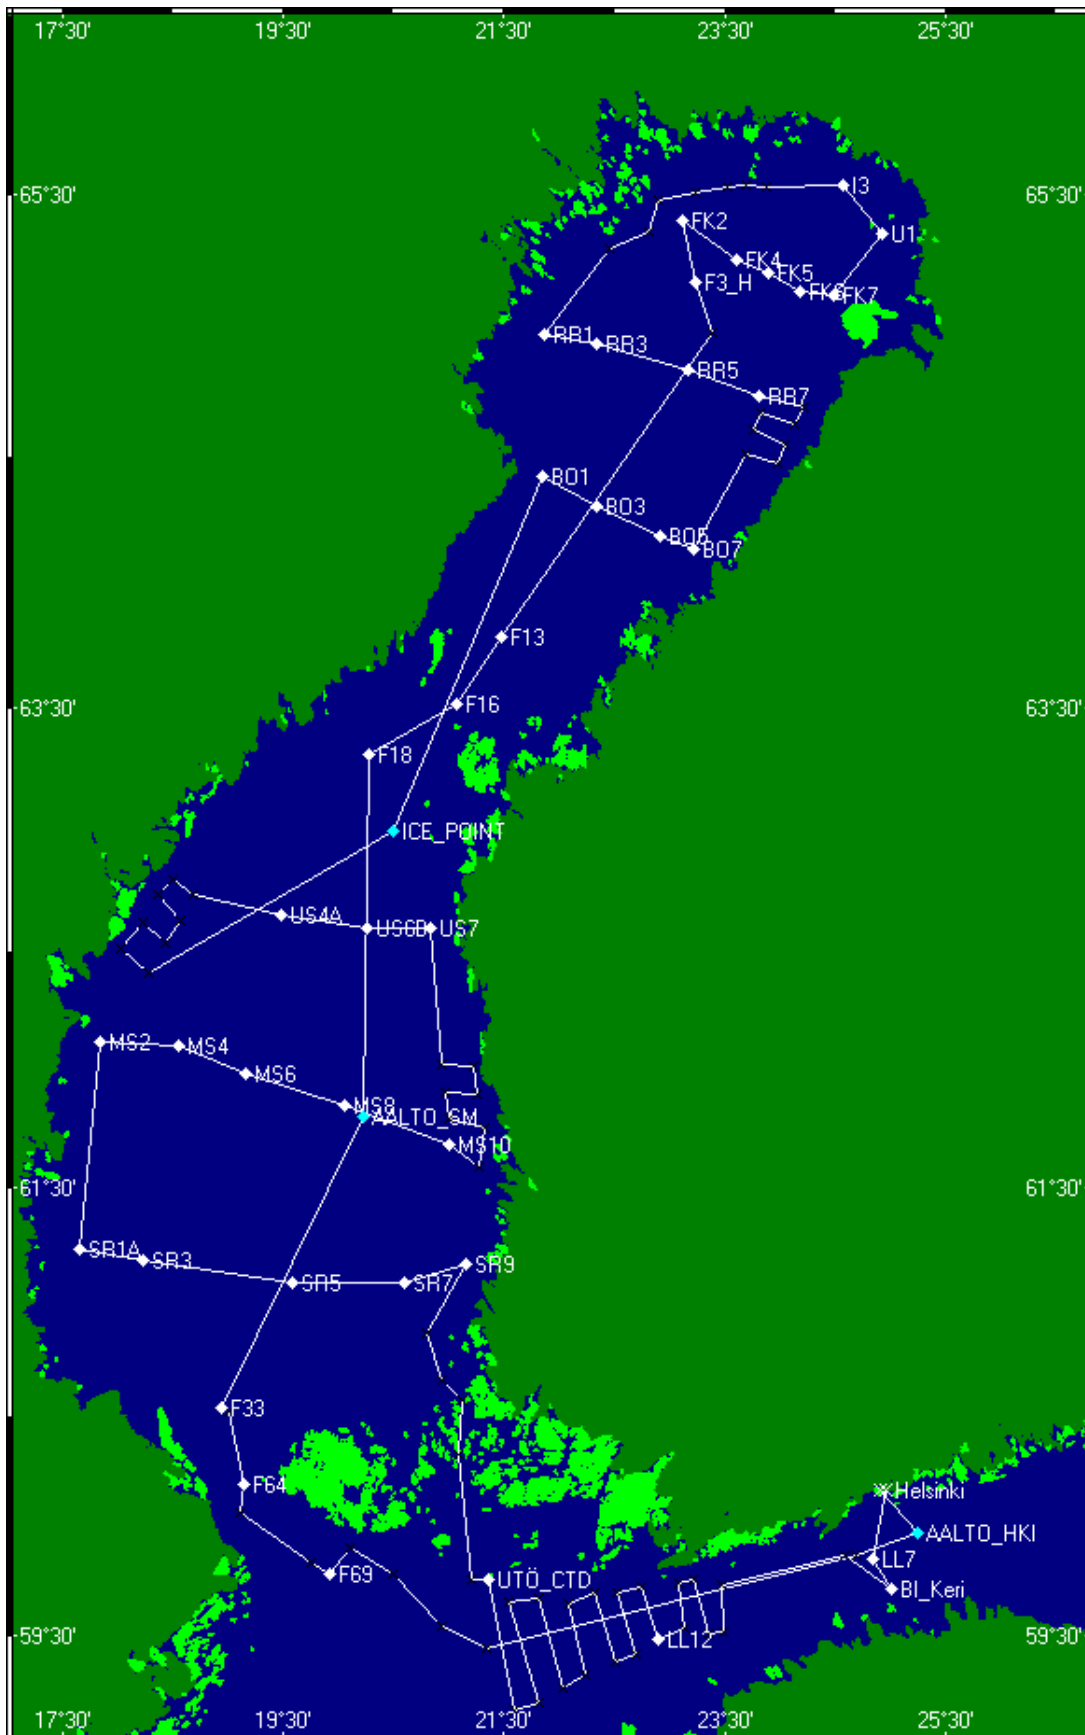 17°30' 19°30' 21°30' 23°30' 25°30'
65°30' I3 65°30'
FK2
U1
FK4
FK5
F3_H FK6 FK7
RR1
RR3
RR5
RR7
BO1
BO3
BO5
BO7
F13
63°30' F16 63°30'
F18
ICE_POINT
US4A
US6B US7
MS2 MS4
MS6
MS8
AALTO_SM
MS10
61°30' 61°30'
SR1A
SR3 SR9
SR5 SR7
F33
F64 Helsinki
AALTO_HKI
LL7
F69 UTÖ_CTD
BI_Keri
59°30' LL12 59°30'
17°30' 19°30' 21°30' 23°30' 25°30'